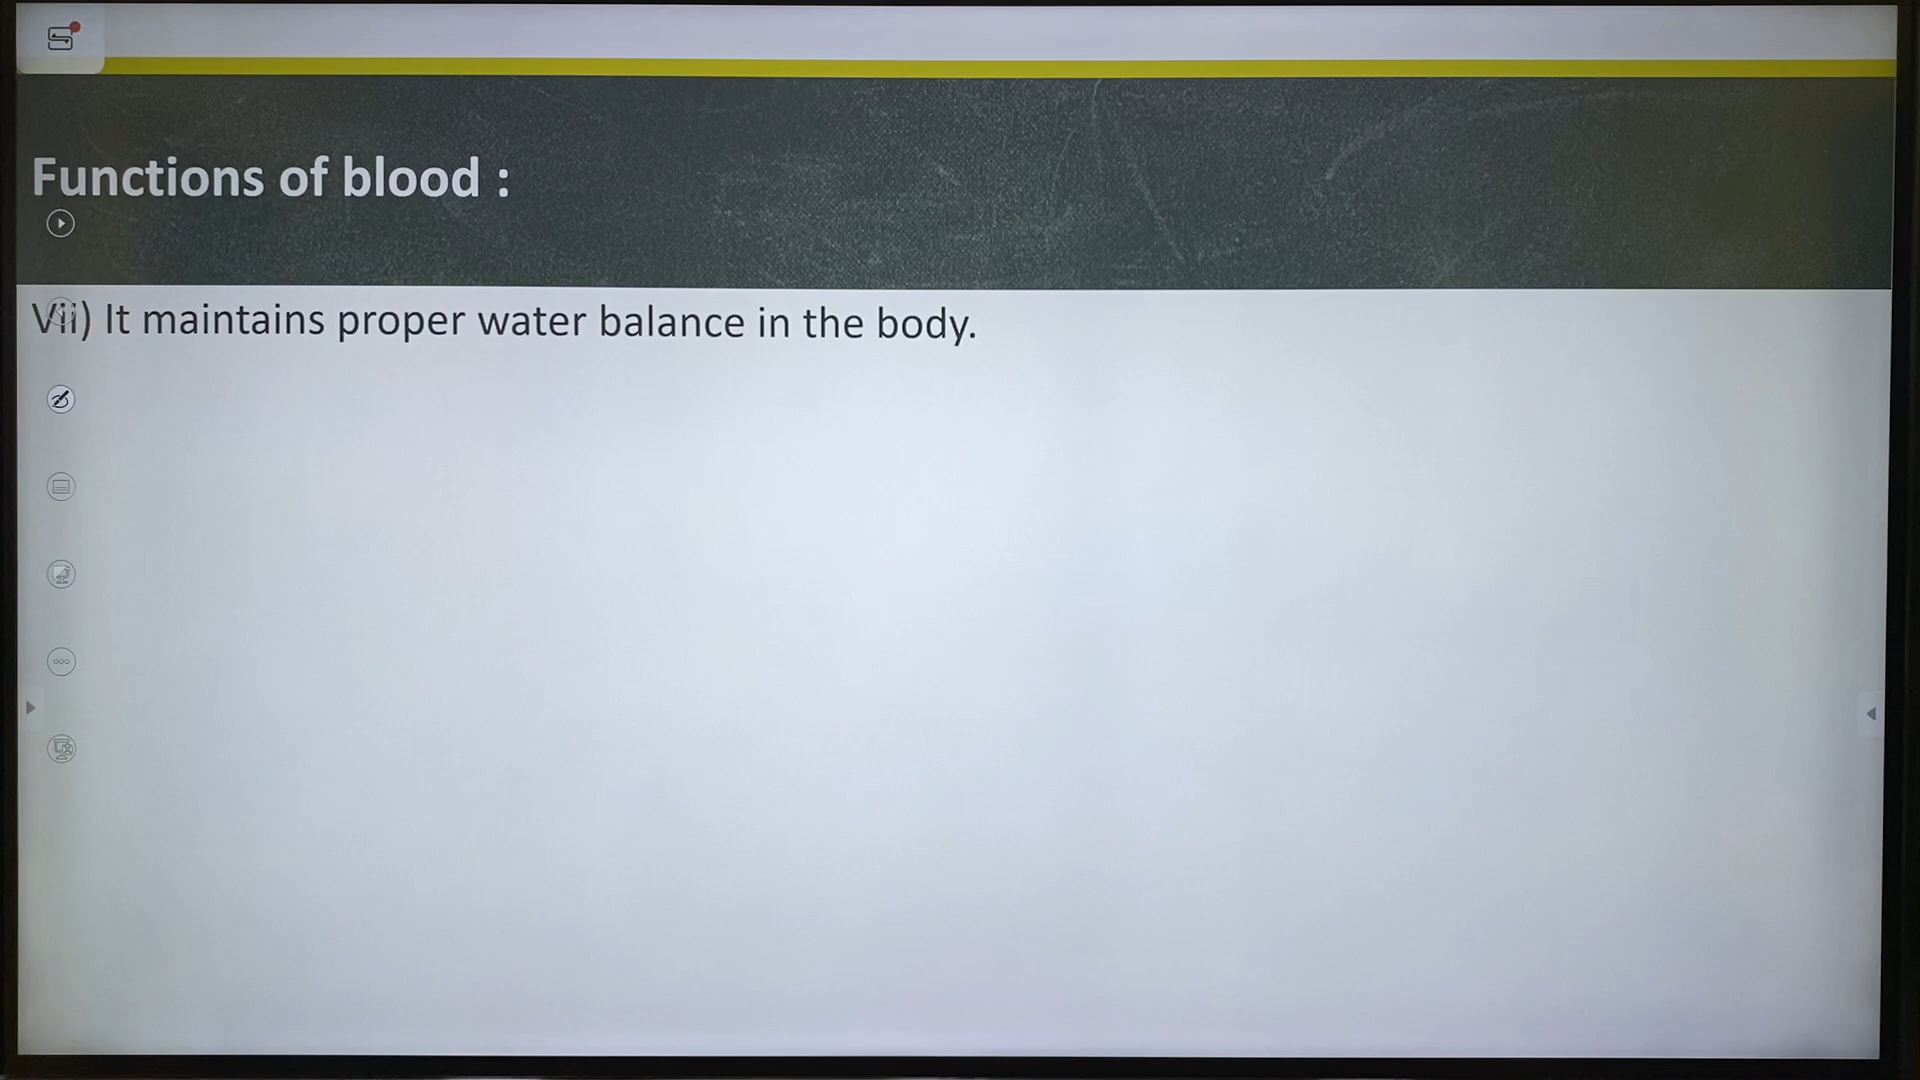 Functions of blood :
Vii) It maintains proper water balance in the body.